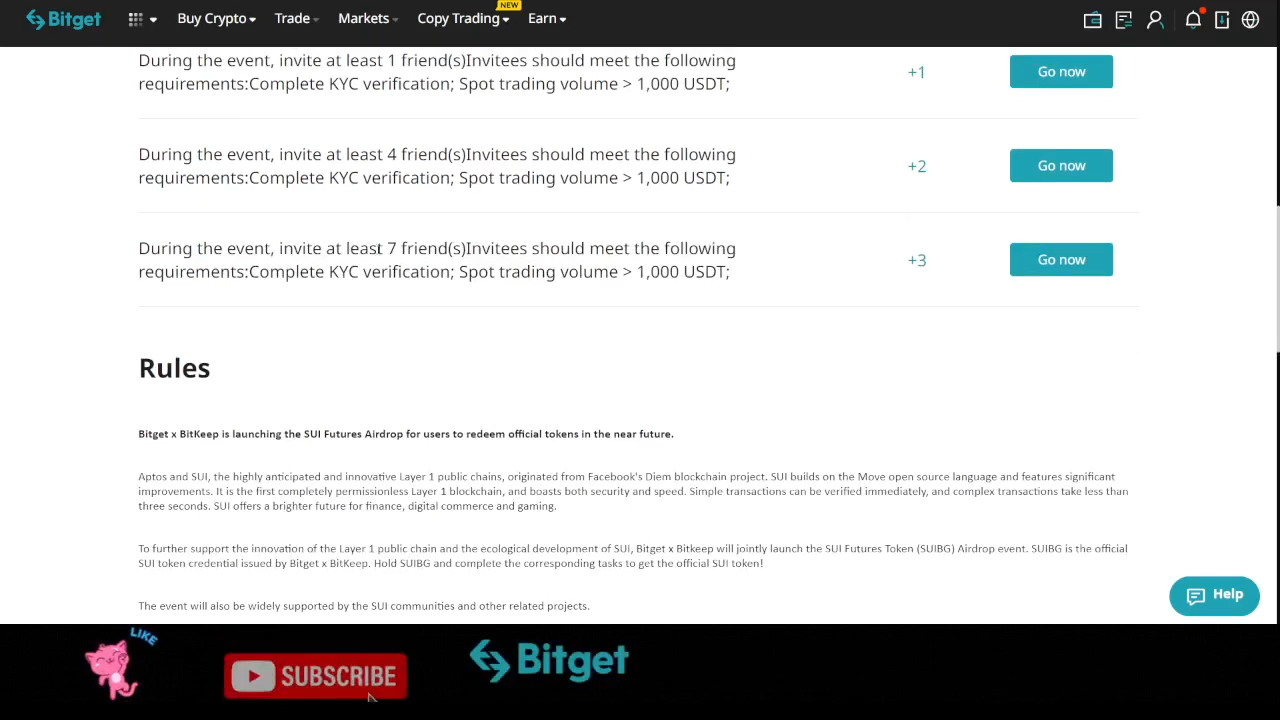 Bitget
Buy Crypto
Trade
Markets
Copy Trading
NEW
Earn
During the event, invite at least 1 friend(s)Invitees should meet the following
requirements:Complete KYC verification; Spot trading volume > 1,000 USDT;
+1
Go now
During the event, invite at least 4 friend(s)Invitees should meet the following
requirements:Complete KYC verification; Spot trading volume > 1,000 USDT;
+2
Go now
During the event, invite at least 7 friend(s)Invitees should meet the following
requirements:Complete KYC verification; Spot trading volume > 1,000 USDT;
+3
Go now
Rules
Bitget x BitKeep is launching the SUI Futures Airdrop for users to redeem official tokens in the near future.
Aptos and SUI, the highly anticipated and innovative Layer 1 public chains, originated from Facebook's Diem blockchain project. SUI builds on the Move open source language and features significant
improvements. It is the first completely permissionless Layer 1 blockchain, and boasts both security and speed. Simple transactions can be verified immediately, and complex transactions take less than
three seconds. SUI offers a brighter future for finance, digital commerce and gaming.
To further support the innovation of the Layer 1 public chain and the ecological development of SUI, Bitget x Bitkeep will jointly launch the SUI Futures Token (SUIBG) Airdrop event. SUIBG is the official
SUI token credential issued by Bitget x BitKeep. Hold SUIBG and complete the corresponding tasks to get the official SUI token!
The event will also be widely supported by the SUI communities and other related projects.
Help
LIKE
SUBSCRIBE
Bitget